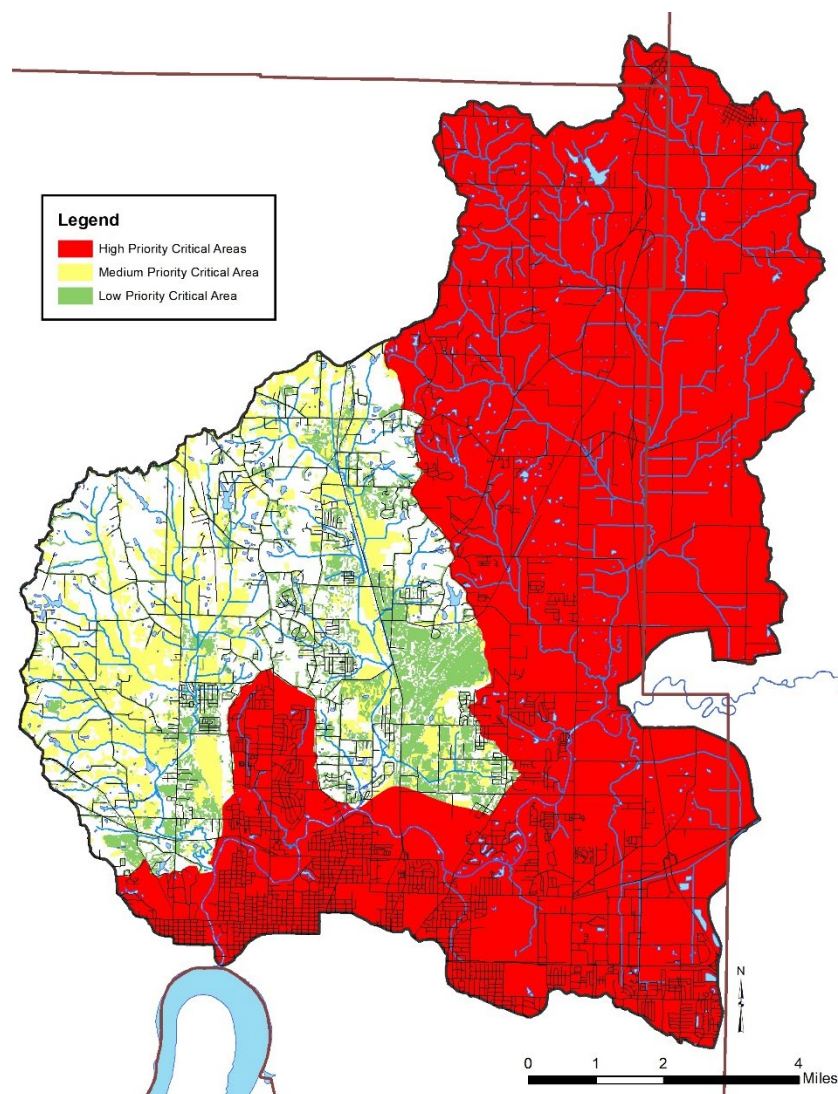 Legend
High Priority Critical Areas
Medium Priority Critical Area
Low Priority Critical Area
N
0 1 2 4
Miles